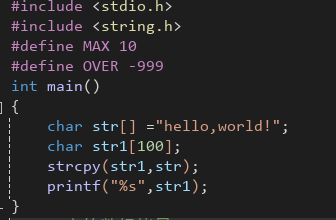 #include <stdio.h>
#include <string.h>
#define MAX 10
#define OVER -999
int main()
{
char str[] ="hello,world!";
char str1[100];
strcpy(str1,str);
printf("%s",str1);
}